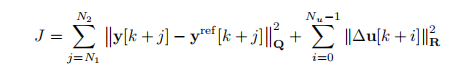 $J = \sum_{j=N_1}^{N_2} \left\| \mathbf{y}[k+j] - \mathbf{y}^{\mathrm{ref}}[k+j] \right\|_{\mathbf{Q}}^{2} + \sum_{i=0}^{N_u-1} \left\| \Delta \mathbf{u}[k+i] \right\|_{\mathbf{R}}^{2}$